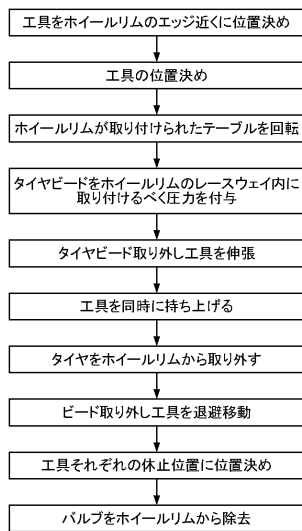 工具をホイールリムのエッジ近くに位置決め
工具の位置決め
ホイールリムが取り付けられたテーブルを回転
タイヤビードをホイールリムのレースウェイ内に
取り付けるべく圧力を付与
タイヤビード取り外し工具を伸張
工具を同時に持ち上げる
タイヤをホイールリムから取り外す
ビード取り外し工具を退避移動
工具それぞれの休止位置に位置決め
バルブをホイールリムから除去